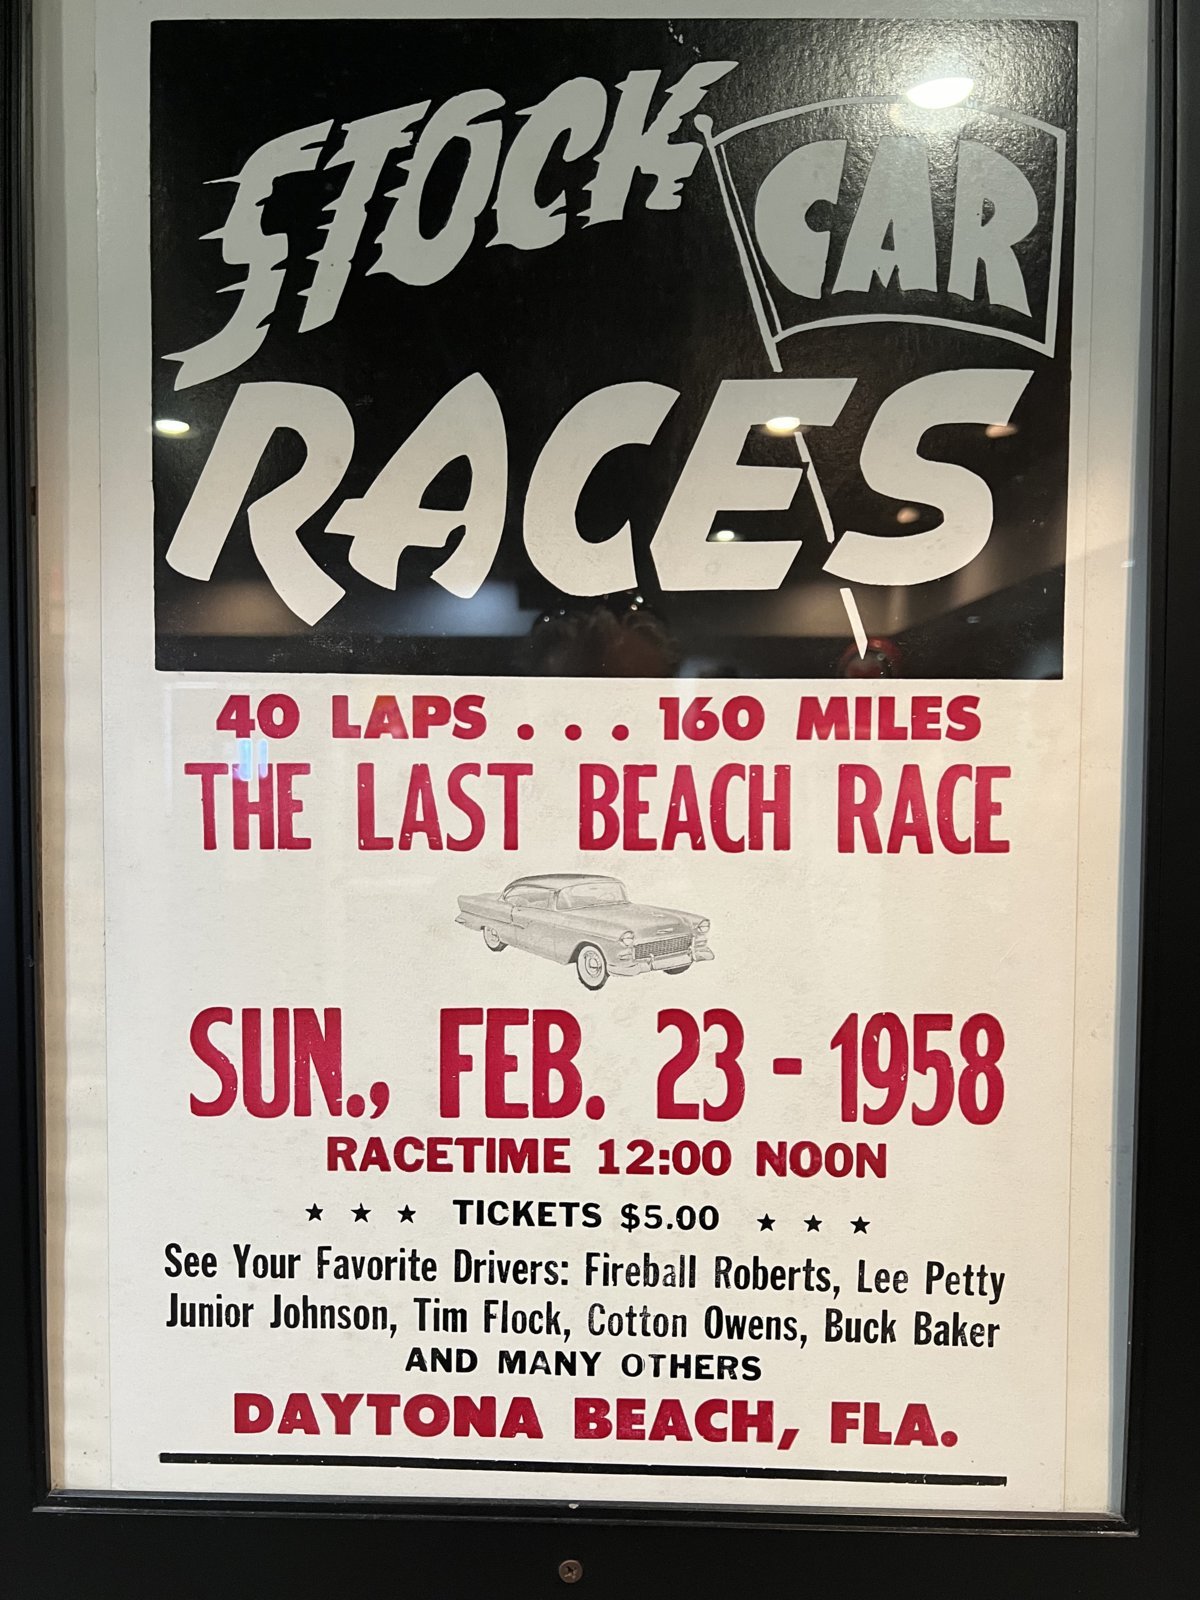 STOCK CAR
RACES
40 LAPS . . . 160 MILES
THE LAST BEACH RACE
SUN., FEB. 23 - 1958
RACETIME 12:00 NOON
★ ★ ★ TICKETS $5.00 ★ ★ ★
See Your Favorite Drivers: Fireball Roberts, Lee Petty
Junior Johnson, Tim Flock, Cotton Owens, Buck Baker
AND MANY OTHERS
DAYTONA BEACH, FLA.